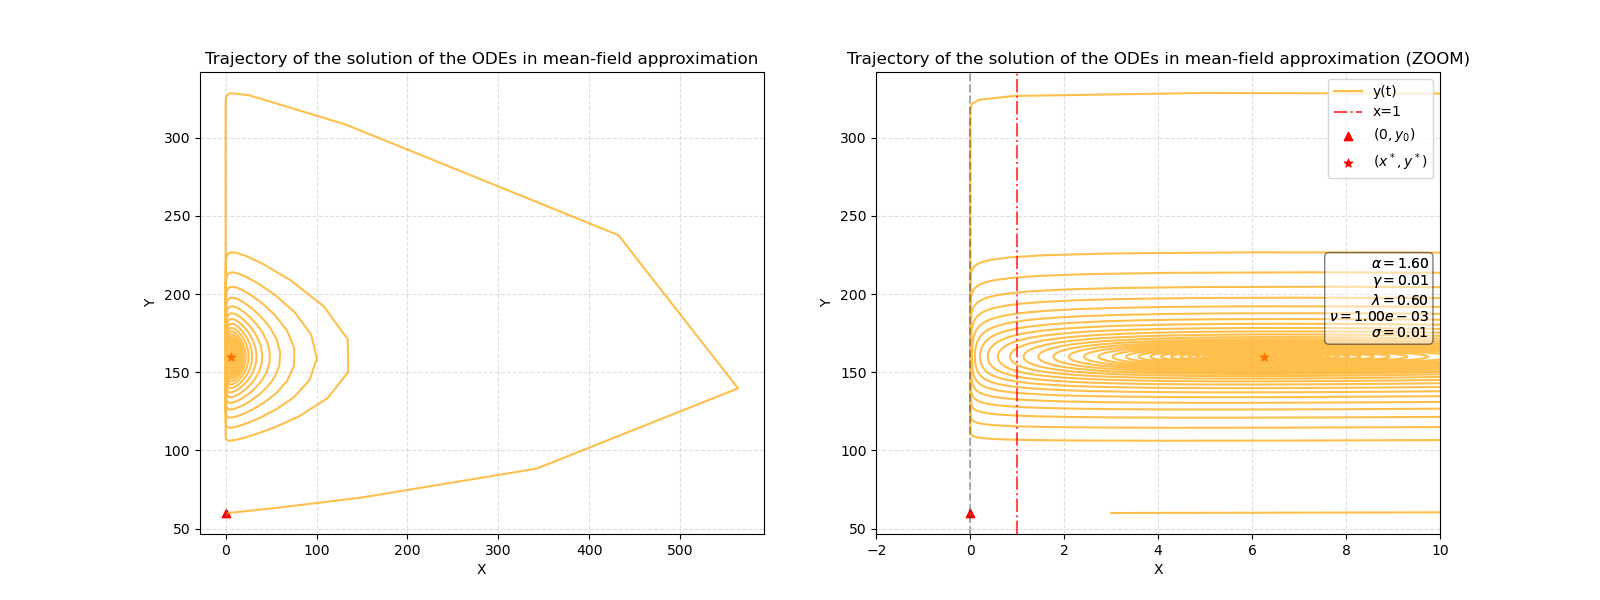 Trajectory of the solution of the ODEs in mean-field approximation
300
250
200
150
100
50
Y
0
100
200
300
400
500
X
Trajectory of the solution of the ODEs in mean-field approximation (ZOOM)
300
250
200
150
100
50
Y
−2
0
2
4
6
8
10
X
y(t)
x=1
(0, y₀)
(x*, y*)
α = 1.60
γ = 0.01
λ = 0.60
ν = 1.00e − 03
σ = 0.01